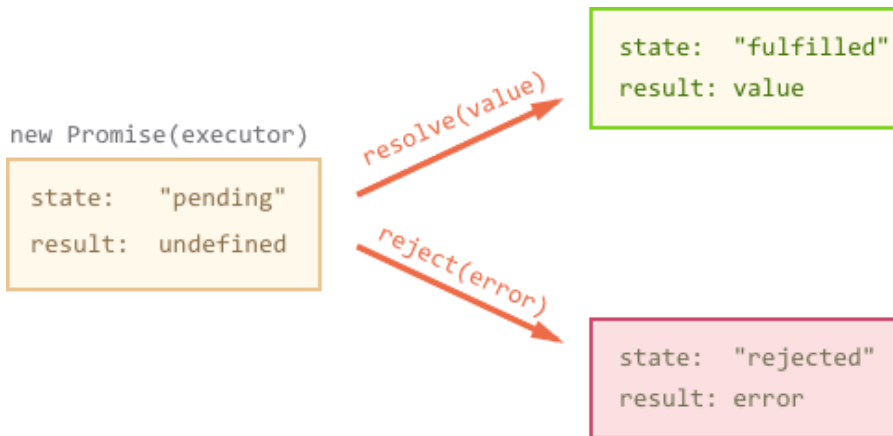 new Promise(executor)
state: "pending"
result: undefined
resolve(value)
reject(error)
state: "fulfilled"
result: value
state: "rejected"
result: error